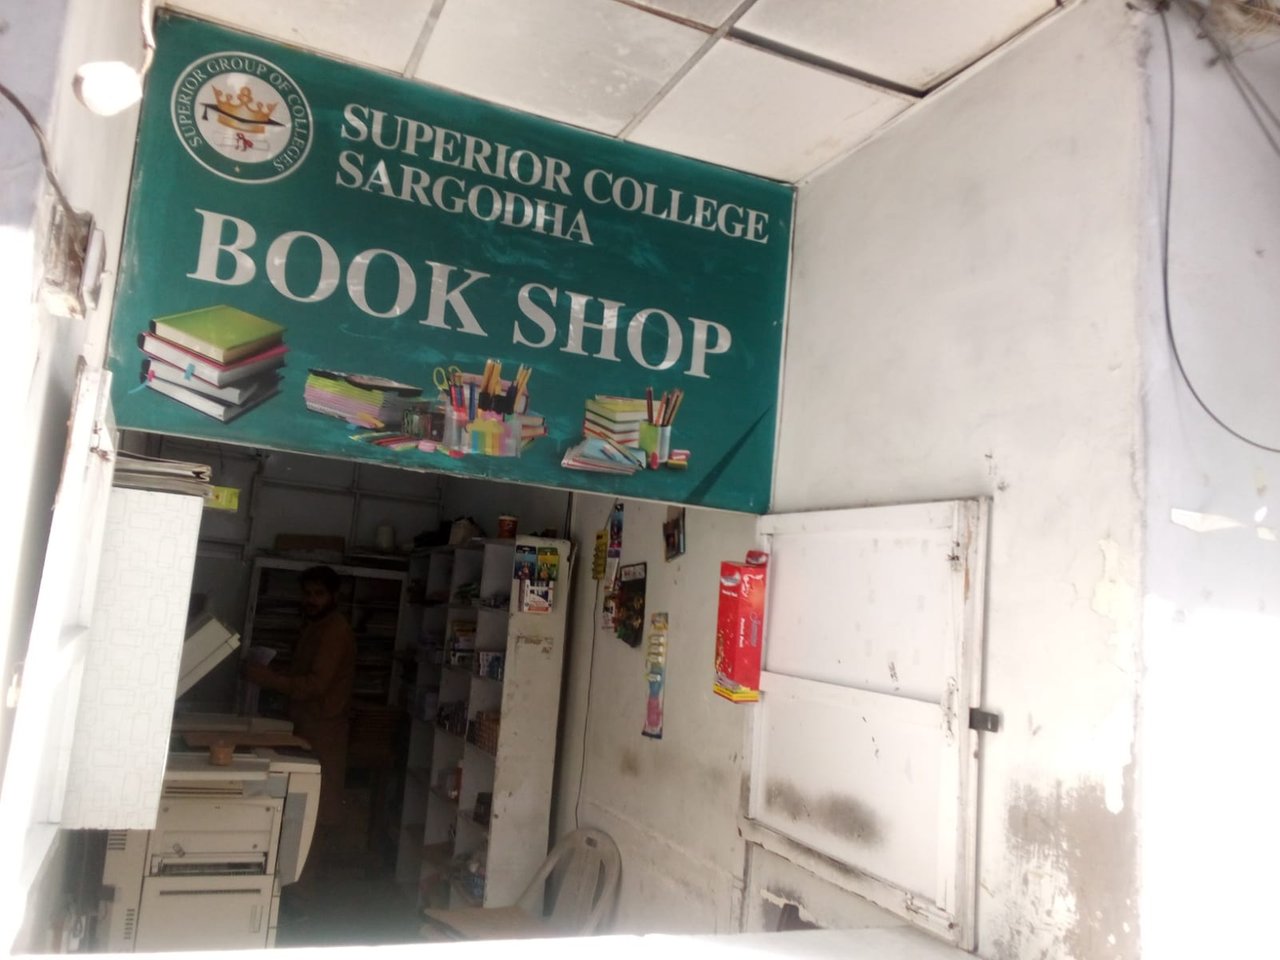 SUPERIOR GROUP OF COLLEGES
SUPERIOR COLLEGE
SARGODHA
BOOK SHOP